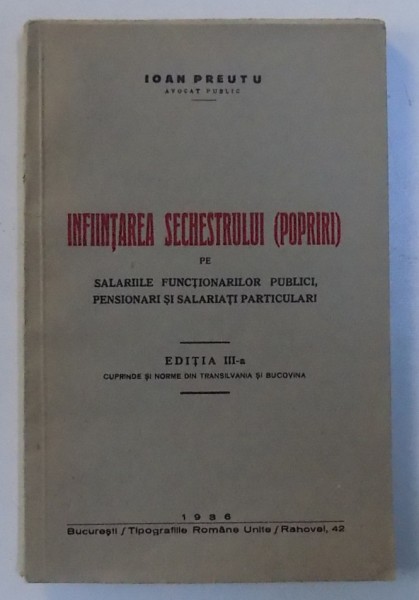 IOAN PREUTU
AVOCAT PUBLIC
INFIINȚAREA SECHESTRULUI (POPRIRI)
PE
SALARIILE FUNCȚIONARILOR PUBLICI,
PENSIONARI ȘI SALARIAȚI PARTICULARI
EDIȚIA III-a
CUPRINDE ȘI NORME DIN TRANSILVANIA ȘI BUCOVINA
1936
București / Tipografiile Române Unite / Rahovei, 42